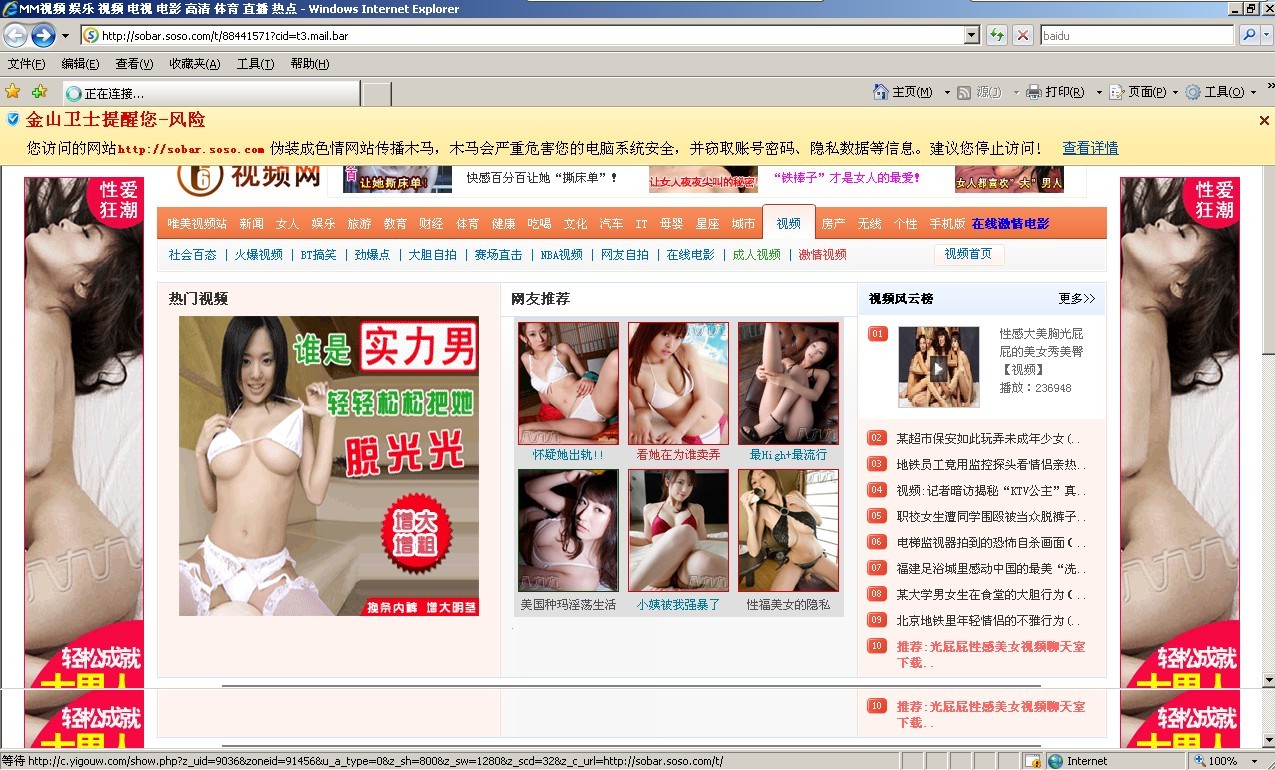 MM视频 娱乐 视频 电视 电影 高清 体育 直播 热点 - Windows Internet Explorer
http://sobar.soso.com/t/88441571?cid=t3.mail.bar
baidu
文件(F) 编辑(E) 查看(V) 收藏夹(A) 工具(T) 帮助(H)
正在连接...
主页(M) 源(J) 打印(R) 页面(P) 工具(O)
金山卫士提醒您-风险
您访问的网站http://sobar.soso.com 伪装成色情网站传播木马，木马会严重危害您的电脑系统安全，并窃取账号密码、隐私数据等信息。建议您停止访问！ 查看详情
6 视频网
让她撕床单!
快感百分百让她“撕床单”!
让女人夜夜尖叫的秘密
“铁棒子”才是女人的最爱!
女人都喜欢“大”男人
性爱
狂潮
唯美视频站 新闻 女人 娱乐 旅游 教育 财经 体育 健康 吃喝 文化 汽车 IT 母婴 星座 城市 视频 房产 无线 个性 手机版 在线激情电影
社会百态 | 火爆视频 | BT搞笑 | 劲爆点 | 大胆自拍 | 赛场直击 | NBA视频 | 网友自拍 | 在线电影 | 成人视频 | 激情视频
视频首页
热门视频
谁是 实力男
轻轻松松把她
脱光光
增大
增粗
换条内裤 增大明显
网友推荐
怀疑她出轨!! 看她在为谁卖弄 最High+最流行
美国种玛淫荡生活 小姨被我强暴了 性福美女的隐私
视频风云榜 更多>>
01 性感大美胸光屁
屁的美女秀美臀
【视频】
播放：236948
02 某超市保安如此玩弄未成年少女(..
03 地铁员工竟用监控探头看情侣亲热..
04 视频:记者暗访揭秘“KTV公主”真..
05 职校女生遭同学围殴被当众脱裤子..
06 电梯监视器拍到的恐怖自杀画面(..
07 福建足浴城里感动中国的最美“洗..
08 某大学男女生在食堂的大胆行为(..
09 北京地铁里年轻情侣的不雅行为(..
10 推荐:光屁屁性感美女视频聊天室
下载..
性爱
狂潮
轻松成就
大男人
轻松成就
大男人
10 推荐:光屁屁性感美女视频聊天室
下载..
轻松成就
大男人
轻松成就
大男人
等待 http://c.yigouw.com/show.php?z_uid=9036&zoneid=91456&u_s_type=0&z_sh=800&z_sw=1280&z_scd=32&z_c_url=http://sobar.soso.com/t/
Internet
100%